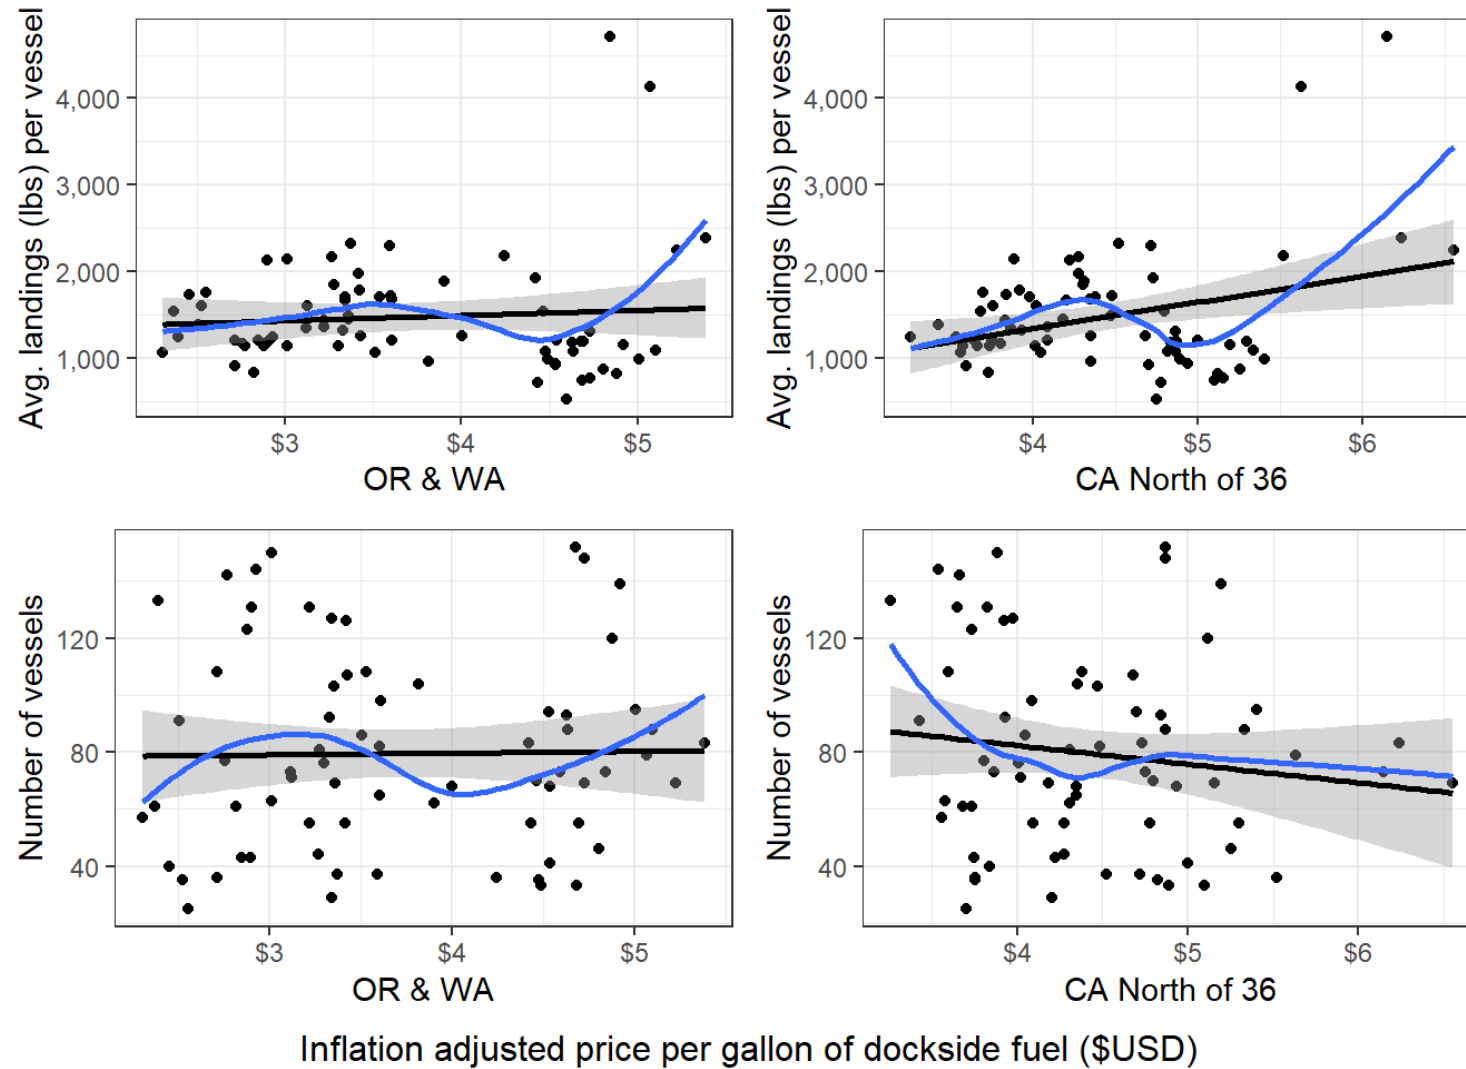 Avg. landings (lbs) per vessel
4,000
3,000
2,000
1,000
$3 $4 $5
OR & WA
Avg. landings (lbs) per vessel
4,000
3,000
2,000
1,000
$4 $5 $6
CA North of 36
Number of vessels
120
80
40
$3 $4 $5
OR & WA
Number of vessels
120
80
40
$4 $5 $6
CA North of 36
Inflation adjusted price per gallon of dockside fuel ($USD)